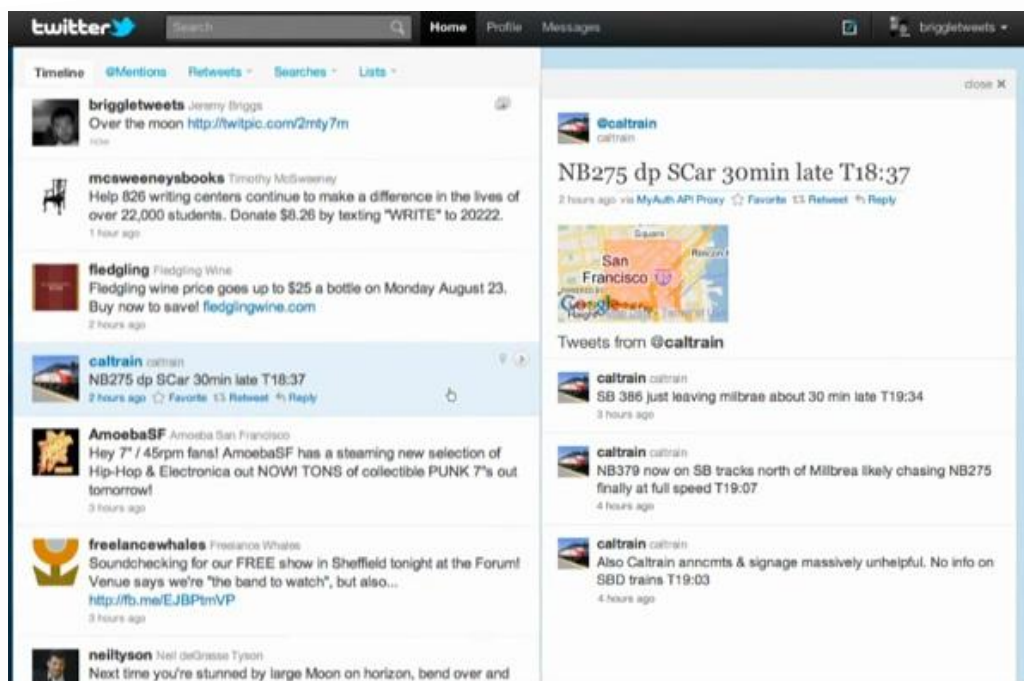 twitter
Search
Home Profile Messages
briggletweets
Timeline @Mentions Retweets Searches Lists
briggletweets Jeremy Briggs
Over the moon http://twitpic.com/2mty7m
now
mcsweeneysbooks Timothy McSweeney
Help 826 writing centers continue to make a difference in the lives of
over 22,000 students. Donate $8.26 by texting "WRITE" to 20222.
1 hour ago
fledgling Fledgling Wine
Fledgling wine price goes up to $25 a bottle on Monday August 23.
Buy now to save! fledglingwine.com
2 hours ago
caltrain caltrain
NB275 dp SCar 30min late T18:37
2 hours ago Favorite Retweet Reply
AmoebaSF Amoeba San Francisco
Hey 7" / 45rpm fans! AmoebaSF has a steaming new selection of
Hip-Hop & Electronica out NOW! TONS of collectible PUNK 7"s out
tomorrow!
3 hours ago
freelancewhales Freelance Whales
Soundchecking for our FREE show in Sheffield tonight at the Forum!
Venue says we're "the band to watch", but also...
http://fb.me/EJBPtmVP
3 hours ago
neiltyson Neil deGrasse Tyson
Next time you're stunned by large Moon on horizon, bend over and
close X
@caltrain
caltrain
NB275 dp SCar 30min late T18:37
2 hours ago via MyAuth API Proxy Favorite Retweet Reply
Square
San
Francisco
Google
Tweets from @caltrain
caltrain caltrain
SB 386 just leaving milbrae about 30 min late T19:34
3 hours ago
caltrain caltrain
NB379 now on SB tracks north of Millbrea likely chasing NB275
finally at full speed T19:07
4 hours ago
caltrain caltrain
Also Caltrain anncmts & signage massively unhelpful. No info on
SBD trains T19:03
4 hours ago